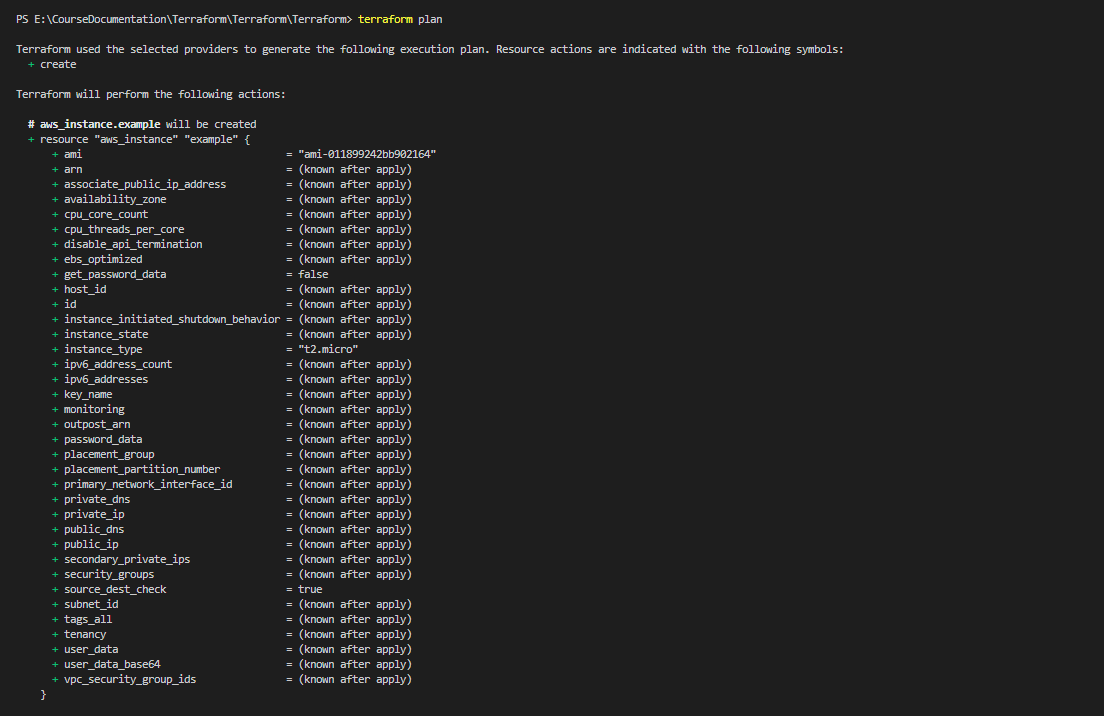 PS E:\CourseDocumentation\Terraform\Terraform\Terraform> terraform plan
Terraform used the selected providers to generate the following execution plan. Resource actions are indicated with the following symbols:
+ create
Terraform will perform the following actions:
# aws_instance.example will be created
+ resource "aws_instance" "example" {
+ ami = "ami-011899242bb902164"
+ arn = (known after apply)
+ associate_public_ip_address = (known after apply)
+ availability_zone = (known after apply)
+ cpu_core_count = (known after apply)
+ cpu_threads_per_core = (known after apply)
+ disable_api_termination = (known after apply)
+ ebs_optimized = (known after apply)
+ get_password_data = false
+ host_id = (known after apply)
+ id = (known after apply)
+ instance_initiated_shutdown_behavior = (known after apply)
+ instance_state = (known after apply)
+ instance_type = "t2.micro"
+ ipv6_address_count = (known after apply)
+ ipv6_addresses = (known after apply)
+ key_name = (known after apply)
+ monitoring = (known after apply)
+ outpost_arn = (known after apply)
+ password_data = (known after apply)
+ placement_group = (known after apply)
+ placement_partition_number = (known after apply)
+ primary_network_interface_id = (known after apply)
+ private_dns = (known after apply)
+ private_ip = (known after apply)
+ public_dns = (known after apply)
+ public_ip = (known after apply)
+ secondary_private_ips = (known after apply)
+ security_groups = (known after apply)
+ source_dest_check = true
+ subnet_id = (known after apply)
+ tags_all = (known after apply)
+ tenancy = (known after apply)
+ user_data = (known after apply)
+ user_data_base64 = (known after apply)
+ vpc_security_group_ids = (known after apply)
}